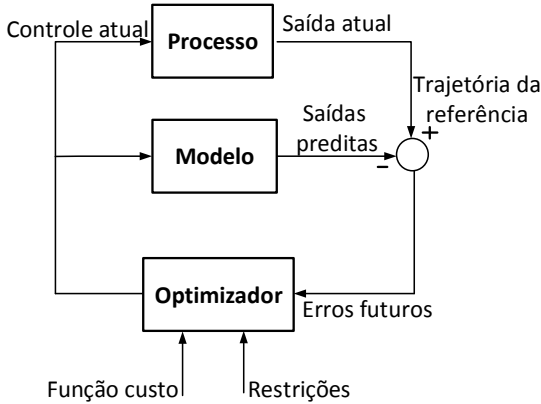 Controle atual
Processo
Saída atual
Trajetória da
referência
+
Saídas
preditas
-
Modelo
Optimizador
Erros futuros
Função custo
Restrições